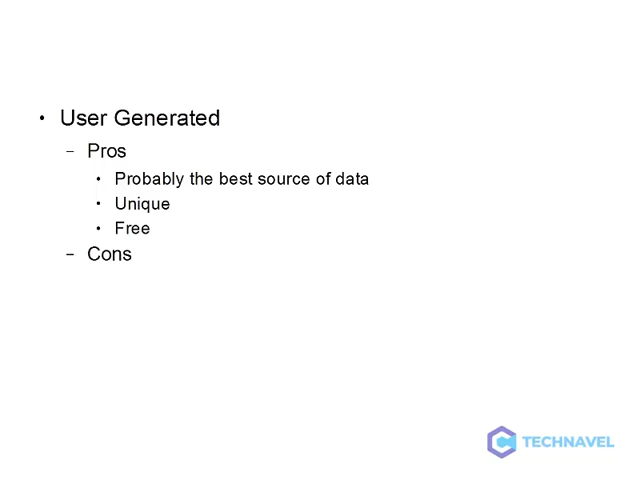 • User Generated
– Pros
• Probably the best source of data
• Unique
• Free
– Cons
TECHNAVEL